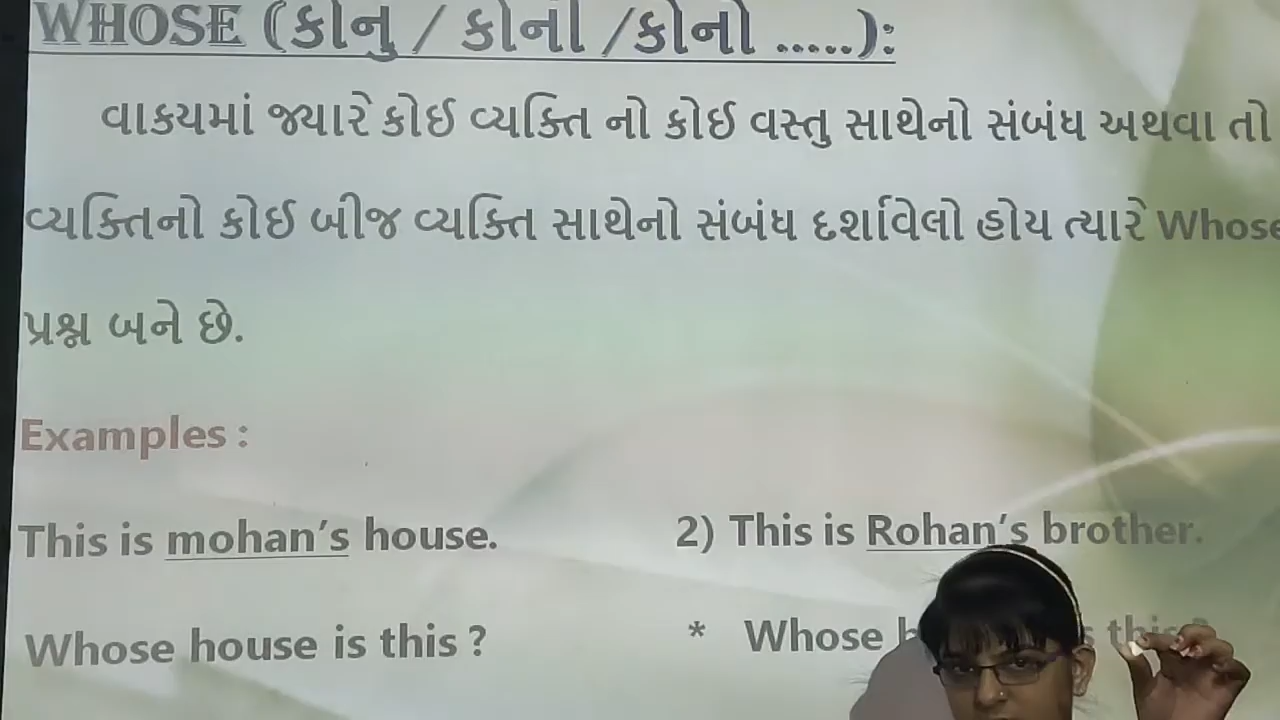 WHOSE (કોનુ / કોની /કોનો .....):
વાકયમાં જ્યારે કોઈ વ્યક્તિ નો કોઈ વસ્તુ સાથેનો સંબંધ અથવા તો
વ્યક્તિનો કોઈ બીજ વ્યક્તિ સાથેનો સંબંધ દર્શાવેલો હોય ત્યારે Whose
પ્રશ્ન બને છે.
Examples :
This is mohan's house.
2) This is Rohan's brother.
Whose house is this ?
* Whose